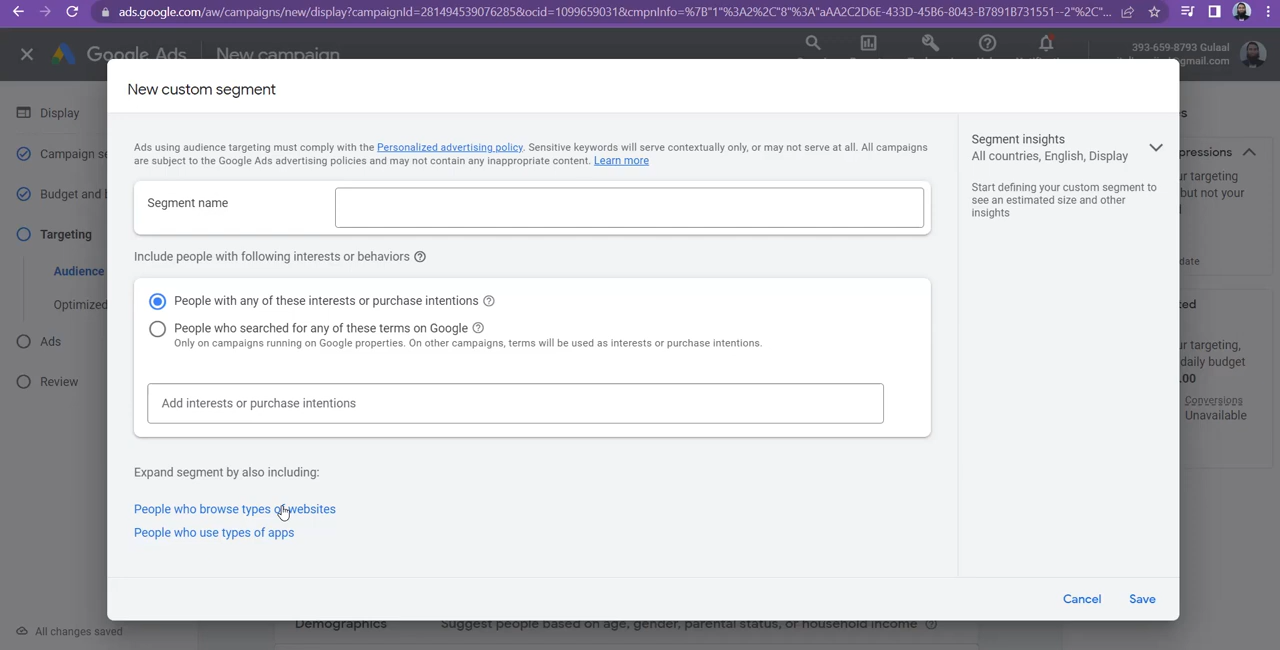 ads.google.com/aw/campaigns/new/display?campaignId=281494539076285&ocid=1099659031&cmpnInfo=%7B"1"%3A2%2C"8"%3A"aAA2C2D6E-433D-45B6-8043-B7891B731551--2"%2C"...
Google Ads New campaign
393-659-8793 Gulaal
gmail.com
New custom segment
Display
Campaign se
Budget and b
Targeting
Audience
Optimized
Ads
Review
All changes saved
Ads using audience targeting must comply with the Personalized advertising policy. Sensitive keywords will serve contextually only, or may not serve at all. All campaigns
are subject to the Google Ads advertising policies and may not contain any inappropriate content. Learn more
Segment name
Include people with following interests or behaviors
People with any of these interests or purchase intentions
People who searched for any of these terms on Google
Only on campaigns running on Google properties. On other campaigns, terms will be used as interests or purchase intentions.
Add interests or purchase intentions
Expand segment by also including:
People who browse types of websites
People who use types of apps
Segment insights
All countries, English, Display
Start defining your custom segment to
see an estimated size and other
insights
Cancel Save
es
pressions
ur targeting
but not your
date
ted
ur targeting,
daily budget
.00
Conversions
Unavailable
Demographics Suggest people based on age, gender, parental status, or household income